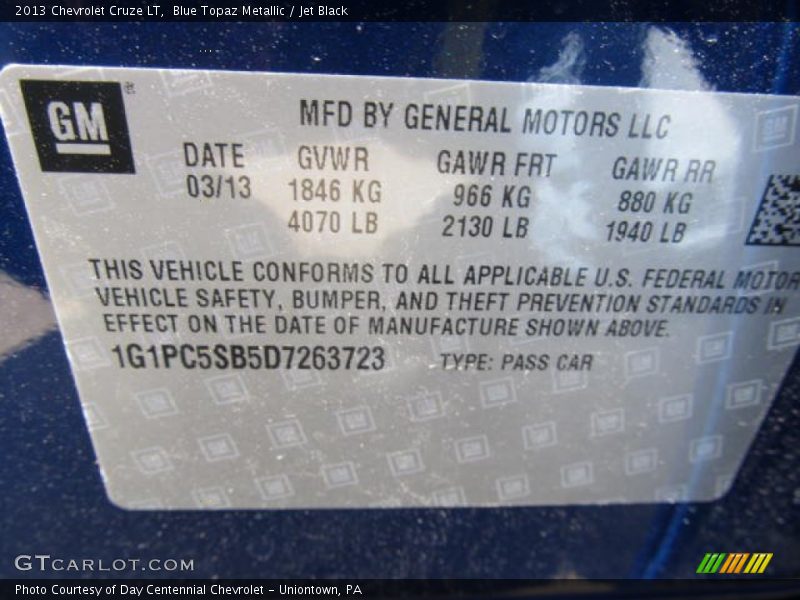 2013 Chevrolet Cruze LT,  Blue Topaz Metallic / Jet Black
GM
MFD BY GENERAL MOTORS LLC
DATE GVWR GAWR FRT GAWR RR
03/13 1846 KG 966 KG 880 KG
4070 LB 2130 LB 1940 LB
THIS VEHICLE CONFORMS TO ALL APPLICABLE U.S. FEDERAL MOTOR
VEHICLE SAFETY, BUMPER, AND THEFT PREVENTION STANDARDS IN
EFFECT ON THE DATE OF MANUFACTURE SHOWN ABOVE.
1G1PC5SB5D7263723 TYPE: PASS CAR
GTCARLOT.COM
Photo Courtesy of Day Centennial Chevrolet - Uniontown, PA